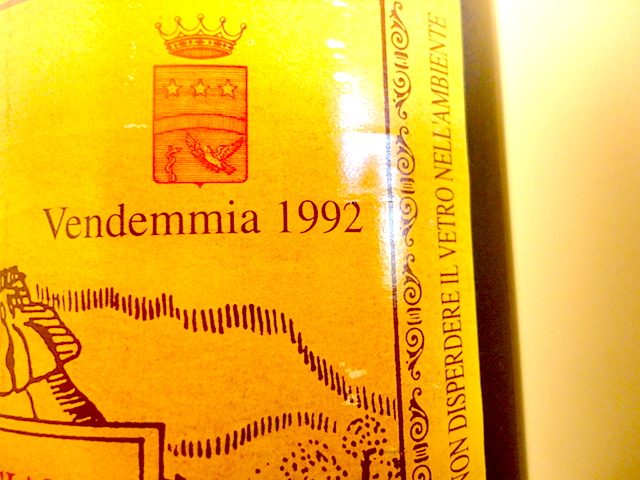 Vendemmia 1992
NON DISPERDERE IL VETRO NELL'AMBIENTE